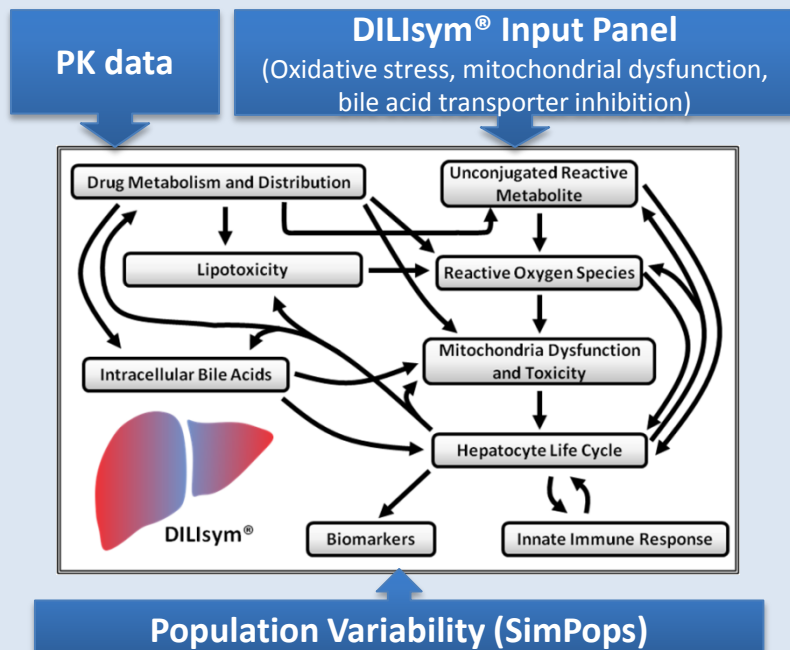 PK data
DILIsym® Input Panel
(Oxidative stress, mitochondrial dysfunction,
bile acid transporter inhibition)
Drug Metabolism and Distribution
Unconjugated Reactive
Metabolite
Lipotoxicity
Reactive Oxygen Species
Mitochondria Dysfunction
and Toxicity
Intracellular Bile Acids
Hepatocyte Life Cycle
DILIsym®
Biomarkers
Innate Immune Response
Population Variability (SimPops)